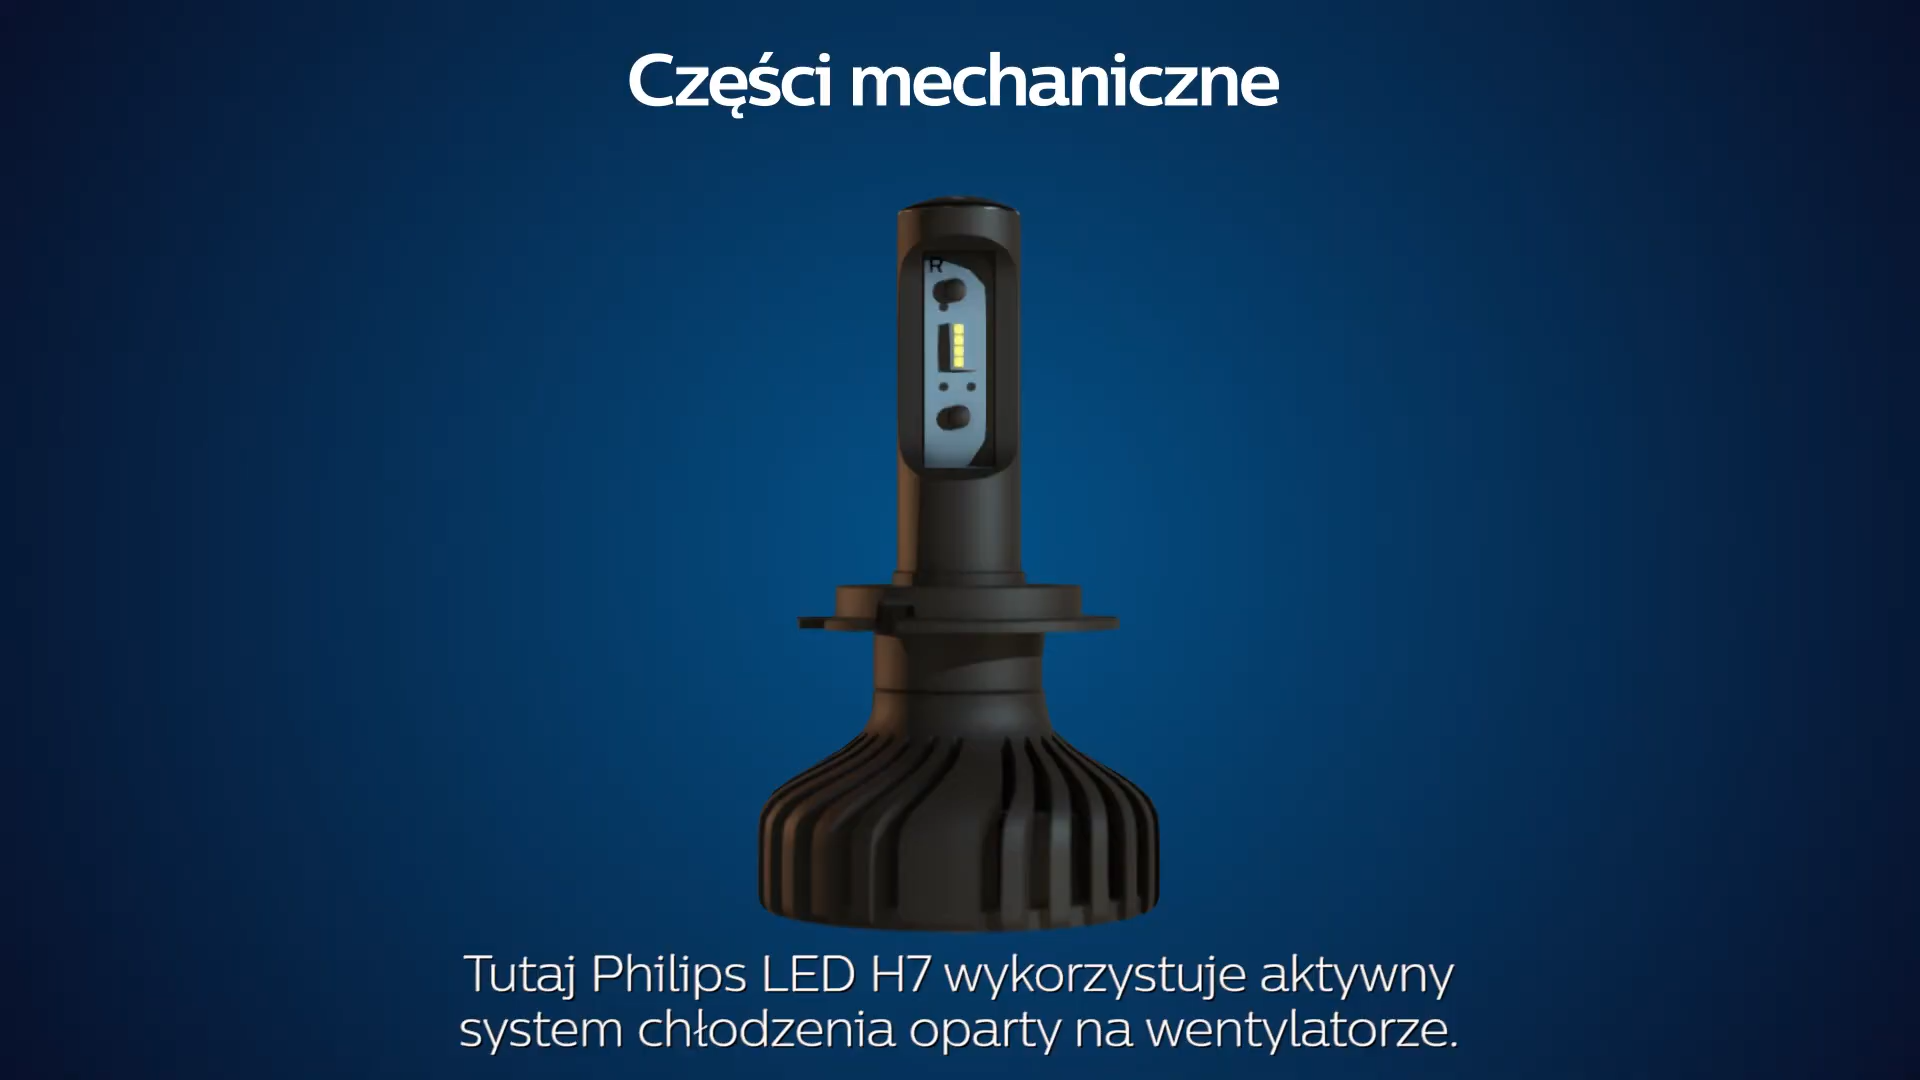 Części mechaniczne
R
Tutaj Philips LED H7 wykorzystuje aktywny
system chłodzenia oparty na wentylatorze.